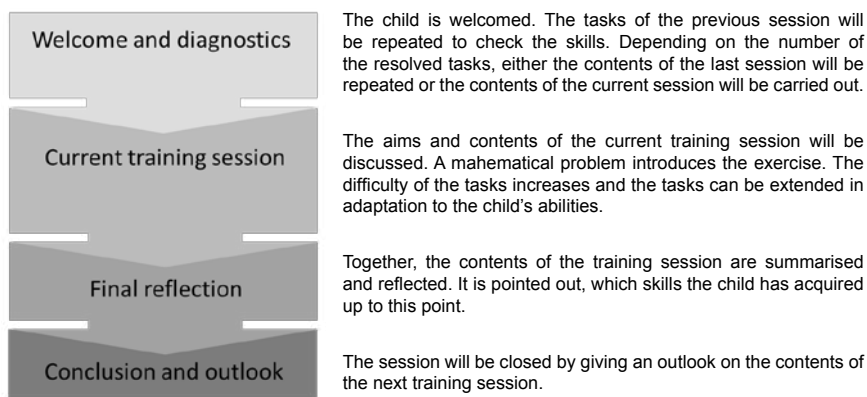 Welcome and diagnostics
The child is welcomed. The tasks of the previous session will
be repeated to check the skills. Depending on the number of
the resolved tasks, either the contents of the last session will be
repeated or the contents of the current session will be carried out.
Current training session
The aims and contents of the current training session will be
discussed. A mahematical problem introduces the exercise. The
difficulty of the tasks increases and the tasks can be extended in
adaptation to the child's abilities.
Final reflection
Together, the contents of the training session are summarised
and reflected. It is pointed out, which skills the child has acquired
up to this point.
Conclusion and outlook
The session will be closed by giving an outlook on the contents of
the next training session.